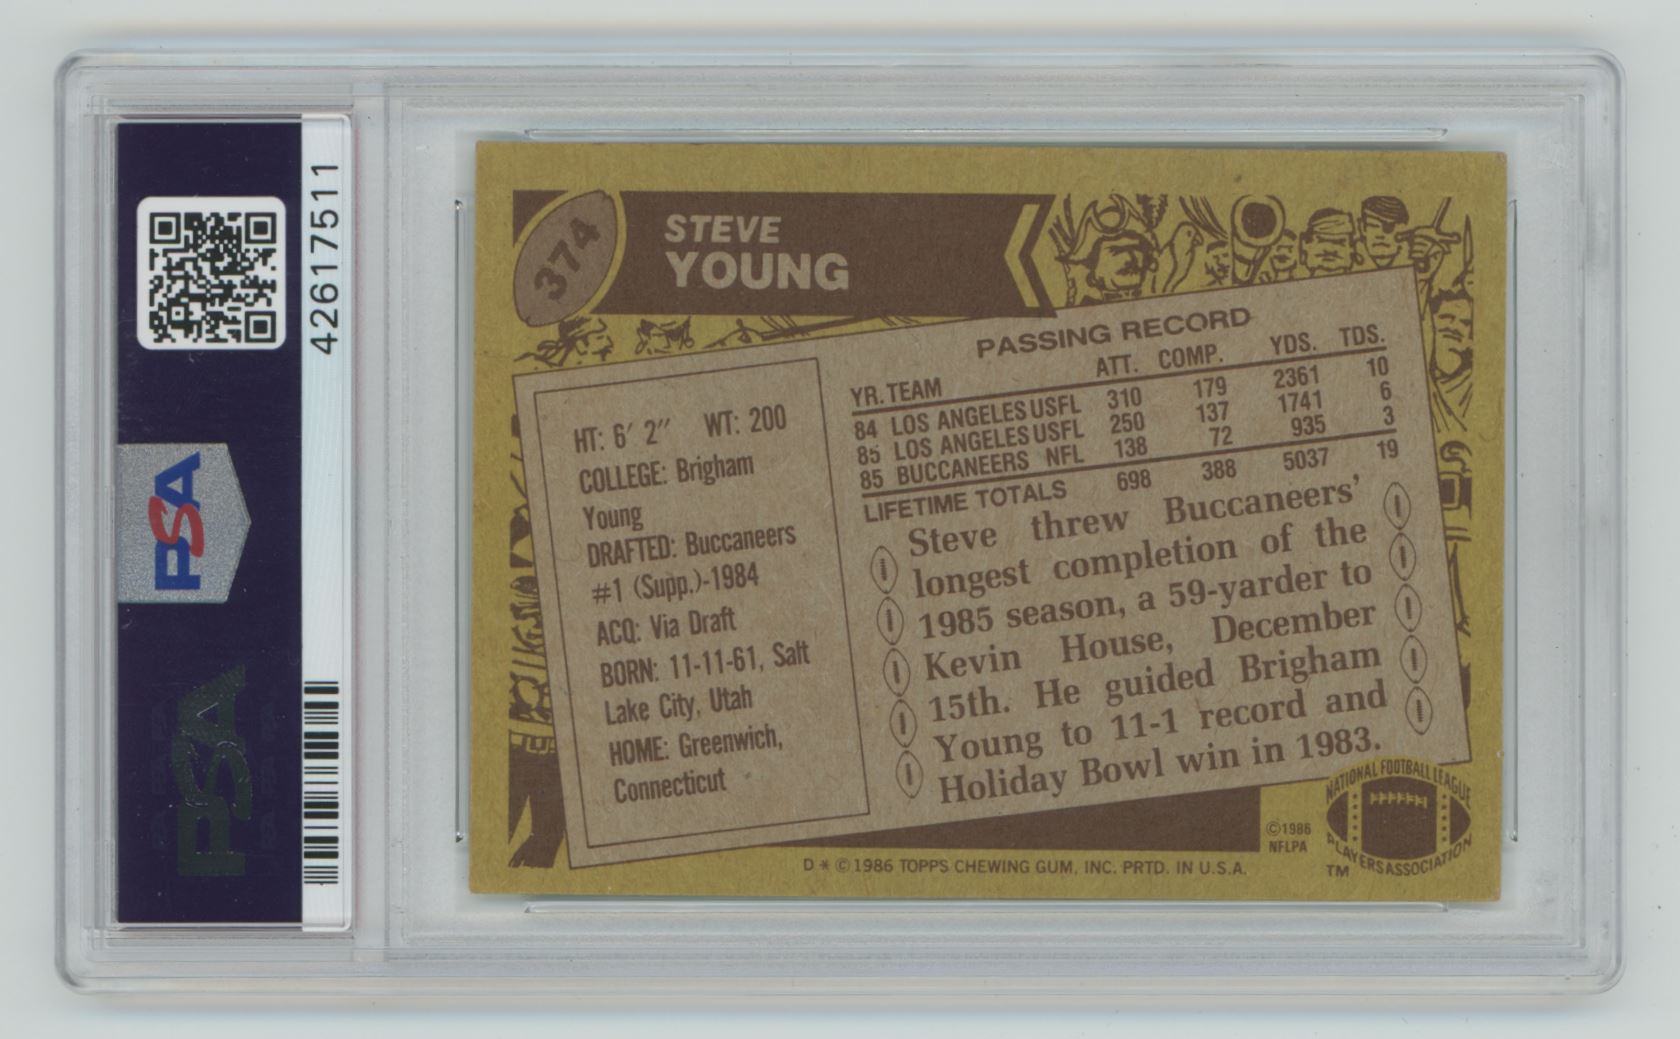 42617511
PSA
PSA
374
STEVE
YOUNG
HT: 6′ 2″ WT: 200
COLLEGE: Brigham
Young
DRAFTED: Buccaneers
#1 (Supp.)-1984
ACQ: Via Draft
BORN: 11-11-61, Salt
Lake City, Utah
HOME: Greenwich,
Connecticut
PASSING RECORD
YR. TEAM ATT. COMP. YDS. TDS.
84 LOS ANGELES USFL 310 179 2361 10
85 LOS ANGELES USFL 250 137 1741 6
85 BUCCANEERS NFL 138 72 935 3
LIFETIME TOTALS 698 388 5037 19
Steve threw Buccaneers'
longest completion of the
1985 season, a 59-yarder to
Kevin House, December
15th. He guided Brigham
Young to 11-1 record and
Holiday Bowl win in 1983.
©1986
NFLPA
NATIONAL FOOTBALL LEAGUE
PLAYERS ASSOCIATION
TM
D * © 1986 TOPPS CHEWING GUM, INC. PRTD. IN U.S.A.